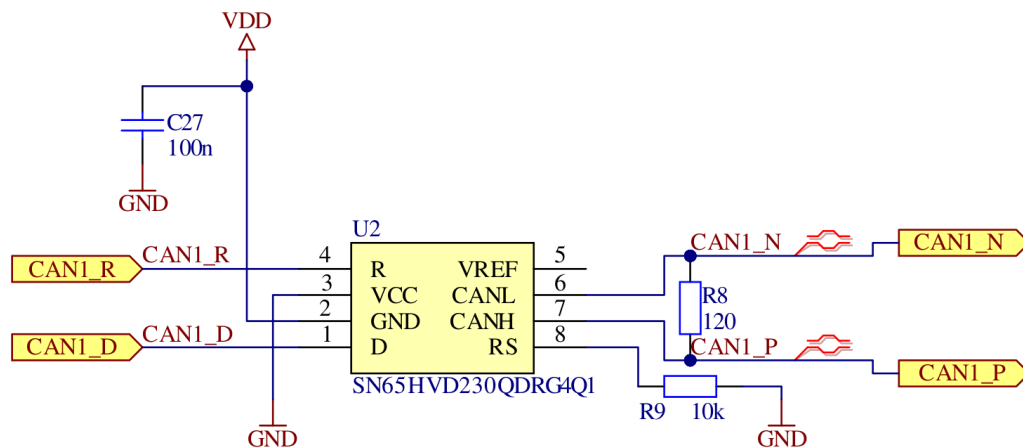 VDD
C27
100n
GND
U2
CAN1_R CAN1_R 4 R VREF 5
3 VCC CANL 6
2 GND CANH 7
CAN1_D CAN1_D 1 D RS 8
SN65HVD230QDRG4Q1
GND
CAN1_N CAN1_N
R8
120
CAN1_P CAN1_P
R9 10k
GND